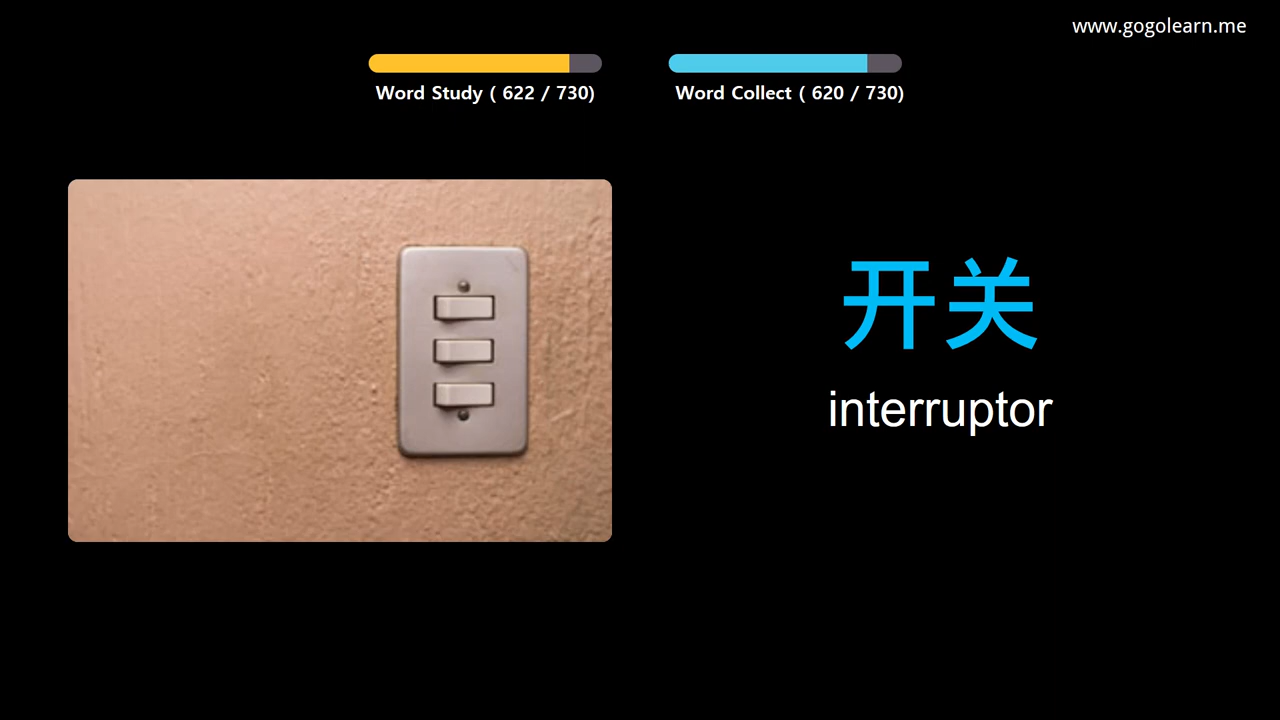 www.gogolearn.me
Word Study ( 622 / 730)
Word Collect ( 620 / 730)
开关
interruptor